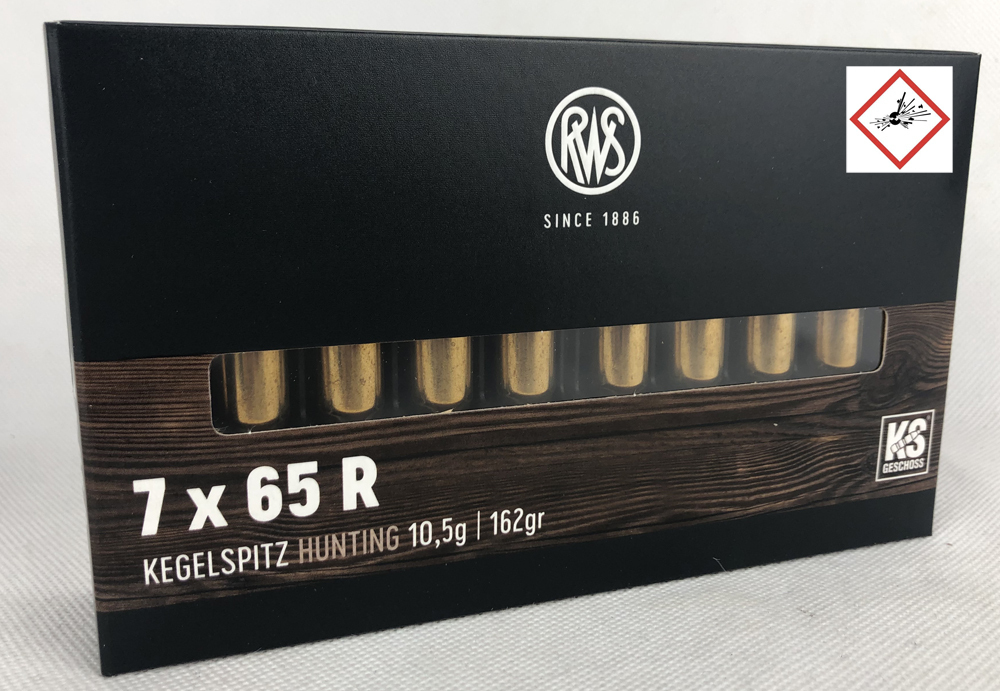 RWS
SINCE 1886
7 x 65 R
KEGELSPITZ HUNTING 10,5g | 162gr
KS
GESCHOSS